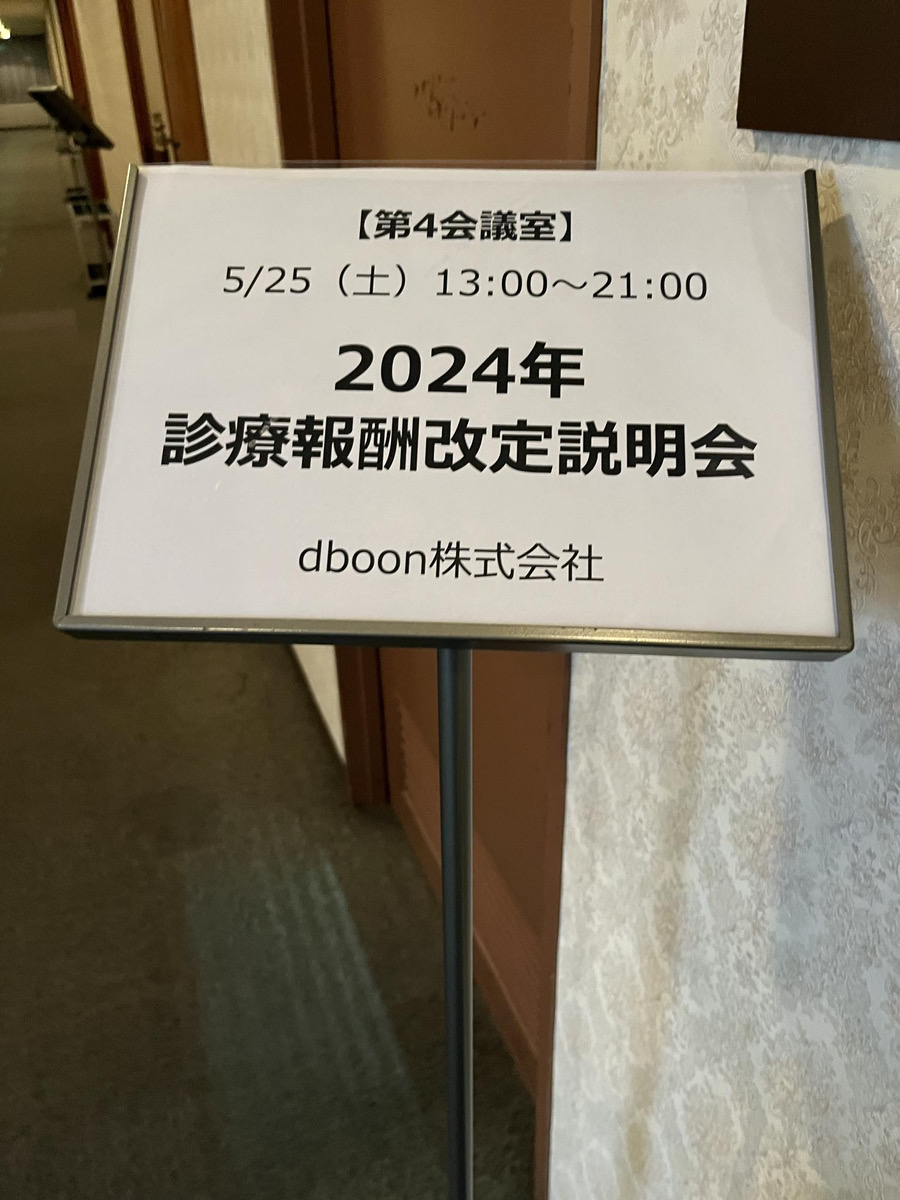 【第4会議室】
5/25（土）13:00～21:00
2024年
診療報酬改定説明会
dboon株式会社